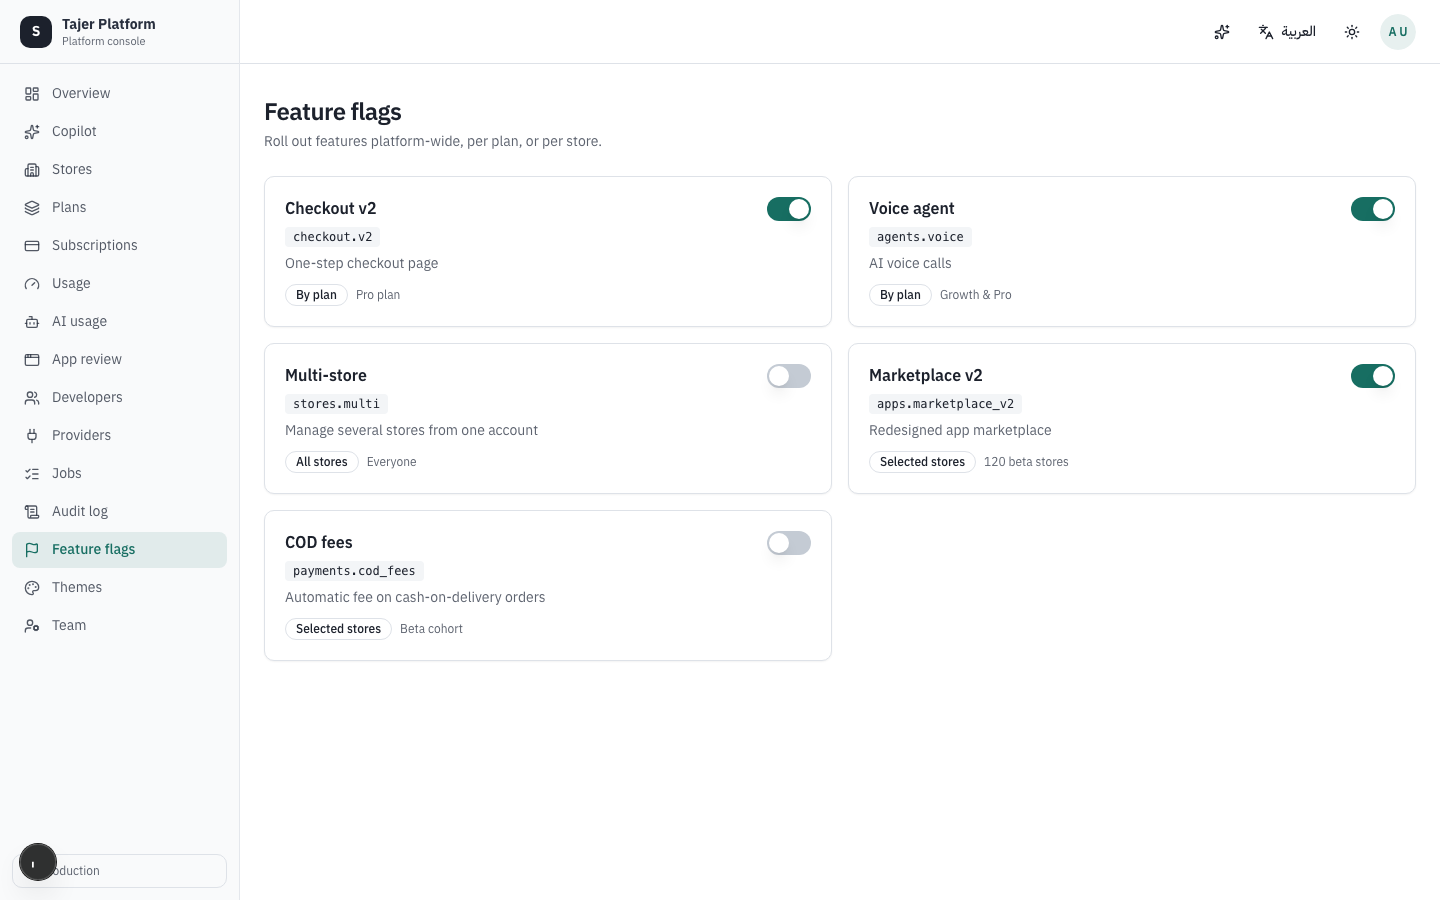 S
Tajer Platform
Platform console
العربية
A U
Overview
Copilot
Stores
Plans
Subscriptions
Usage
AI usage
App review
Developers
Providers
Jobs
Audit log
Feature flags
Themes
Team
Feature flags
Roll out features platform-wide, per plan, or per store.
Checkout v2
checkout.v2
One-step checkout page
By plan Pro plan
Voice agent
agents.voice
AI voice calls
By plan Growth & Pro
Multi-store
stores.multi
Manage several stores from one account
All stores Everyone
Marketplace v2
apps.marketplace_v2
Redesigned app marketplace
Selected stores 120 beta stores
COD fees
payments.cod_fees
Automatic fee on cash-on-delivery orders
Selected stores Beta cohort